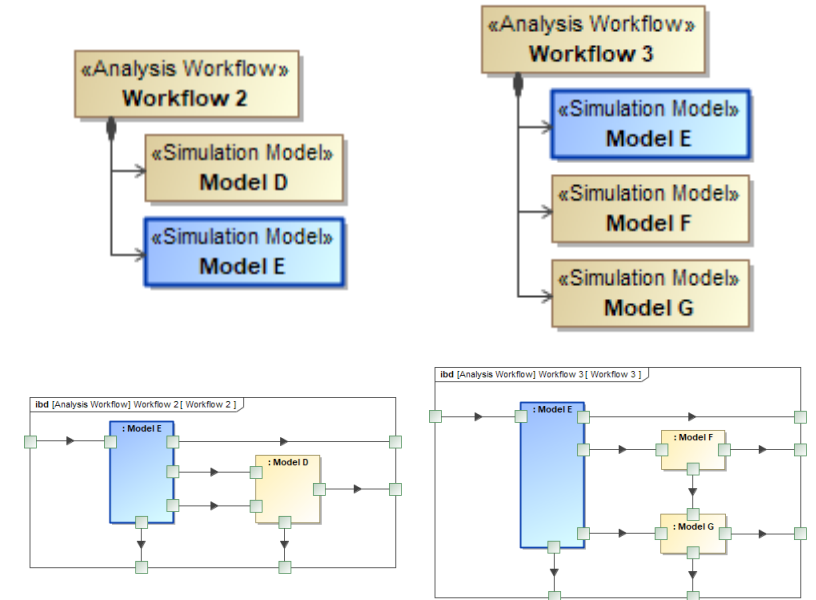 «Analysis Workflow»
Workflow 2
«Simulation Model»
Model D
«Simulation Model»
Model E
«Analysis Workflow»
Workflow 3
«Simulation Model»
Model E
«Simulation Model»
Model F
«Simulation Model»
Model G
ibd [Analysis Workflow] Workflow 2 [ Workflow 2 ]
: Model E
: Model D
ibd [Analysis Workflow] Workflow 3 [ Workflow 3 ]
: Model E
: Model F
: Model G